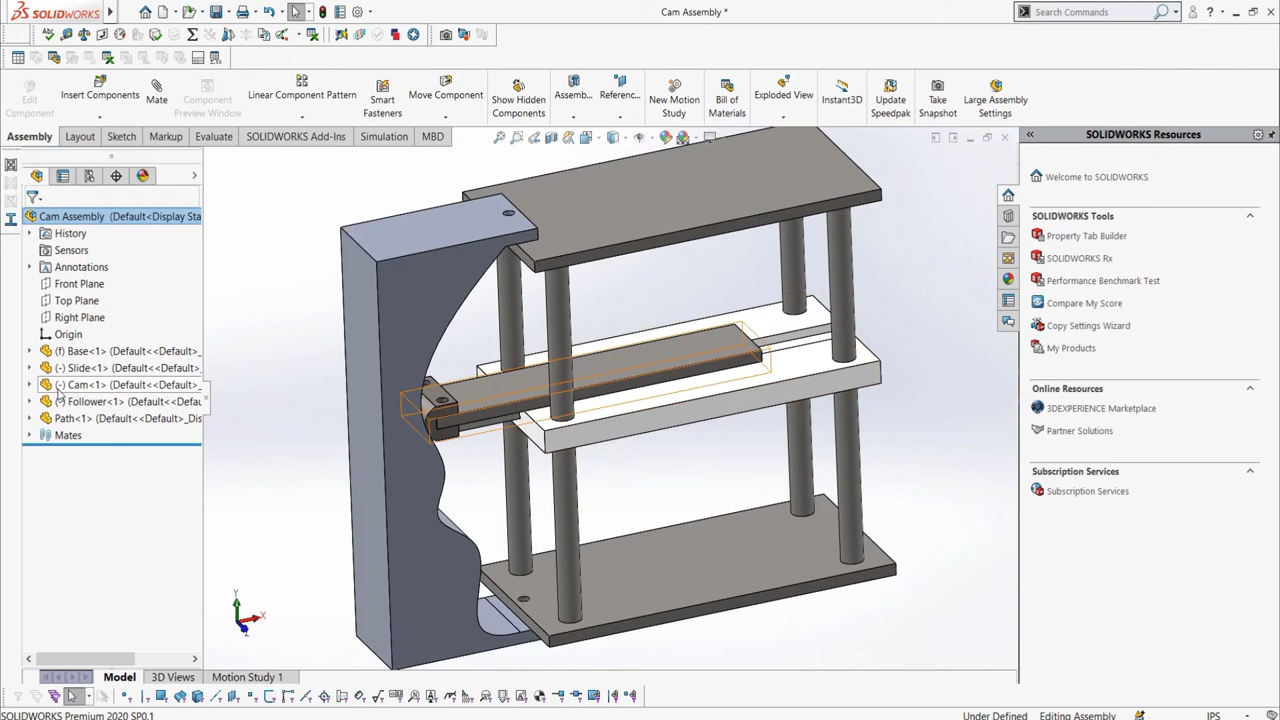 SOLIDWORKS
Cam Assembly *
Search Commands
Edit Component
Insert Components
Mate
Component Preview Window
Linear Component Pattern
Smart Fasteners
Move Component
Show Hidden Components
Assemb...
Referenc...
New Motion Study
Bill of Materials
Exploded View
Instant3D
Update Speedpak
Take Snapshot
Large Assembly Settings
Assembly
Layout
Sketch
Markup
Evaluate
SOLIDWORKS Add-Ins
Simulation
MBD
SOLIDWORKS Resources
Cam Assembly (Default<Display Sta
History
Sensors
Annotations
Front Plane
Top Plane
Right Plane
Origin
(f) Base<1> (Default<<Default>_
(-) Slide<1> (Default<<Default>_
(-) Cam<1> (Default<<Default>_
(-) Follower<1> (Default<<Defau
Path<1> (Default<<Default>_Dis
Mates
Welcome to SOLIDWORKS
SOLIDWORKS Tools
Property Tab Builder
SOLIDWORKS Rx
Performance Benchmark Test
Compare My Score
Copy Settings Wizard
My Products
Online Resources
3DEXPERIENCE Marketplace
Partner Solutions
Subscription Services
Subscription Services
Y
X
Z
Model
3D Views
Motion Study 1
SOLIDWORKS Premium 2020 SP0.1
Under Defined
Editing Assembly
IPS